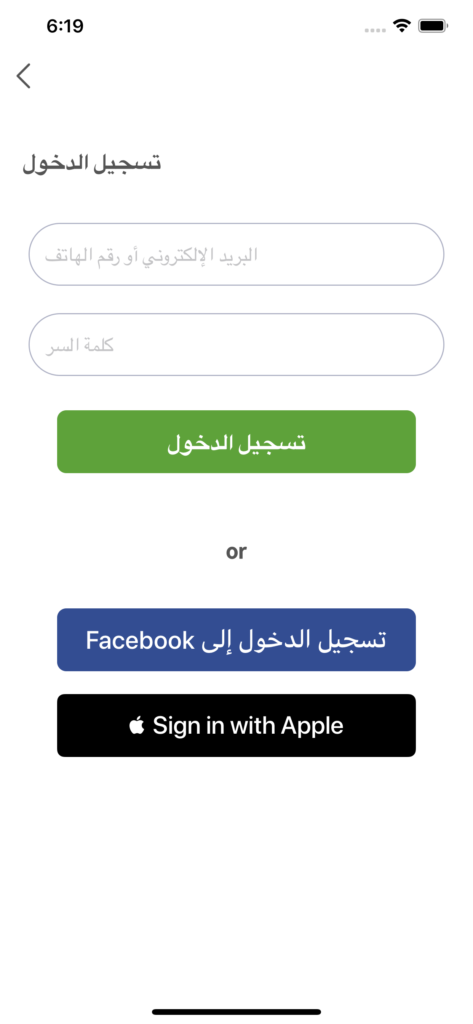 6:19
تسجيل الدخول
البريد الإلكتروني أو رقم الهاتف
كلمة السر
تسجيل الدخول
or
تسجيل الدخول إلى Facebook
Sign in with Apple